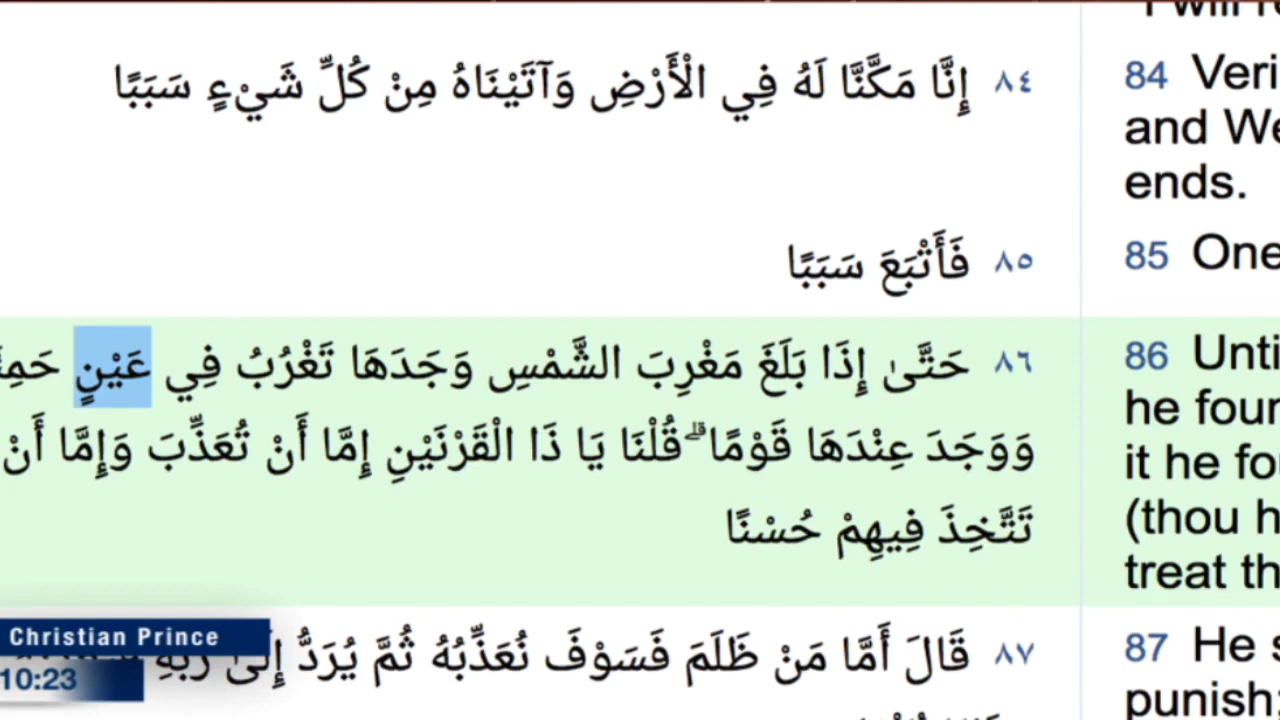 ٨٤ إِنَّا مَكَّنَّا لَهُ فِي الْأَرْضِ وَآتَيْنَاهُ مِنْ كُلِّ شَيْءٍ سَبَبًا
84 Veri
and We
ends.
٨٥ فَأَتْبَعَ سَبَبًا
85 One
٨٦ حَتَّىٰ إِذَا بَلَغَ مَغْرِبَ الشَّمْسِ وَجَدَهَا تَغْرُبُ فِي عَيْنٍ
وَوَجَدَ عِنْدَهَا قَوْمًا ۗ قُلْنَا يَا ذَا الْقَرْنَيْنِ إِمَّا أَنْ تُعَذِّبَ وَإِمَّا أَنْ
تَتَّخِذَ فِيهِمْ حُسْنًا
86 Unti
he foun
it he fo
(thou h
treat th
٨٧ قَالَ أَمَّا مَنْ ظَلَمَ فَسَوْفَ نُعَذِّبُهُ ثُمَّ يُرَدُّ إِلَىٰ رَبِّهِ
87 He s
punish;
Christian Prince
10:23